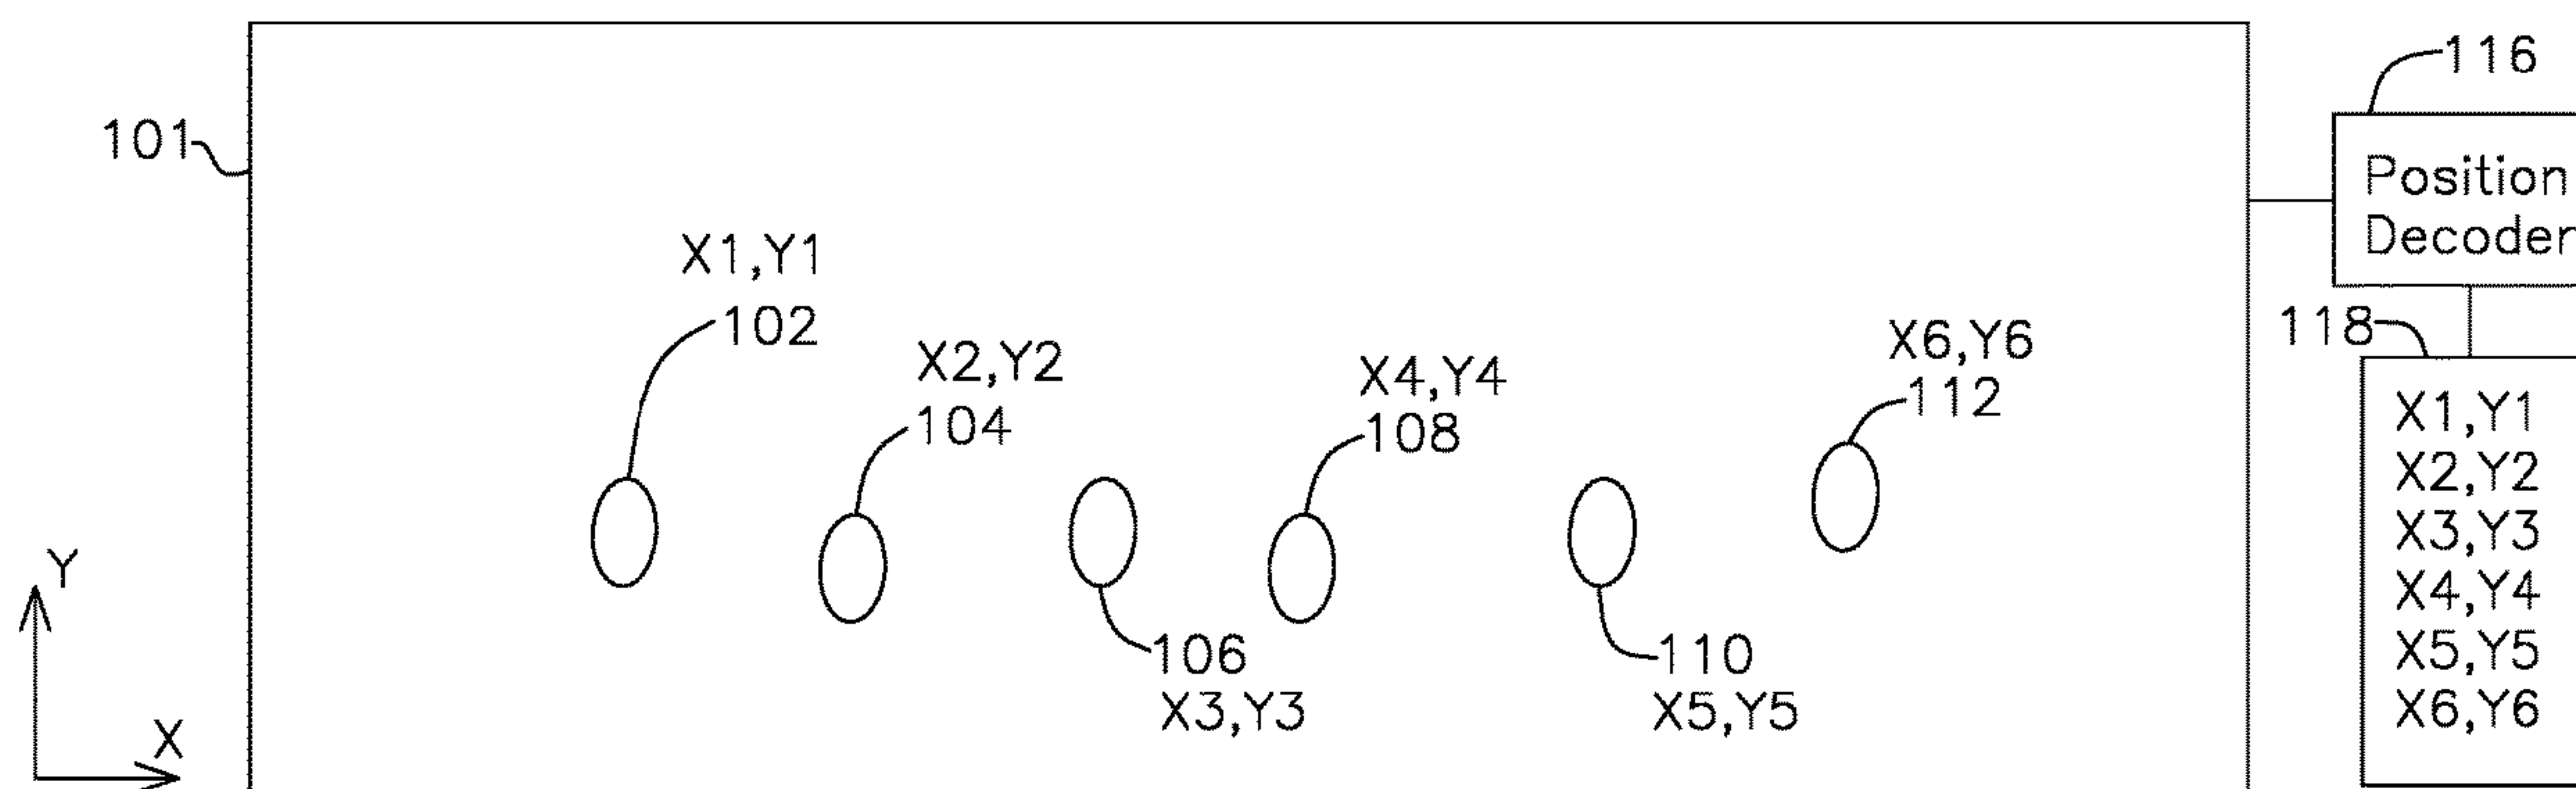 116
101
Position
Decoder
X1,Y1
102
118
X6,Y6
112
X2,Y2
104
X4,Y4
108
X1,Y1
X2,Y2
X3,Y3
X4,Y4
X5,Y5
X6,Y6
Y
106
X3,Y3
110
X5,Y5
X